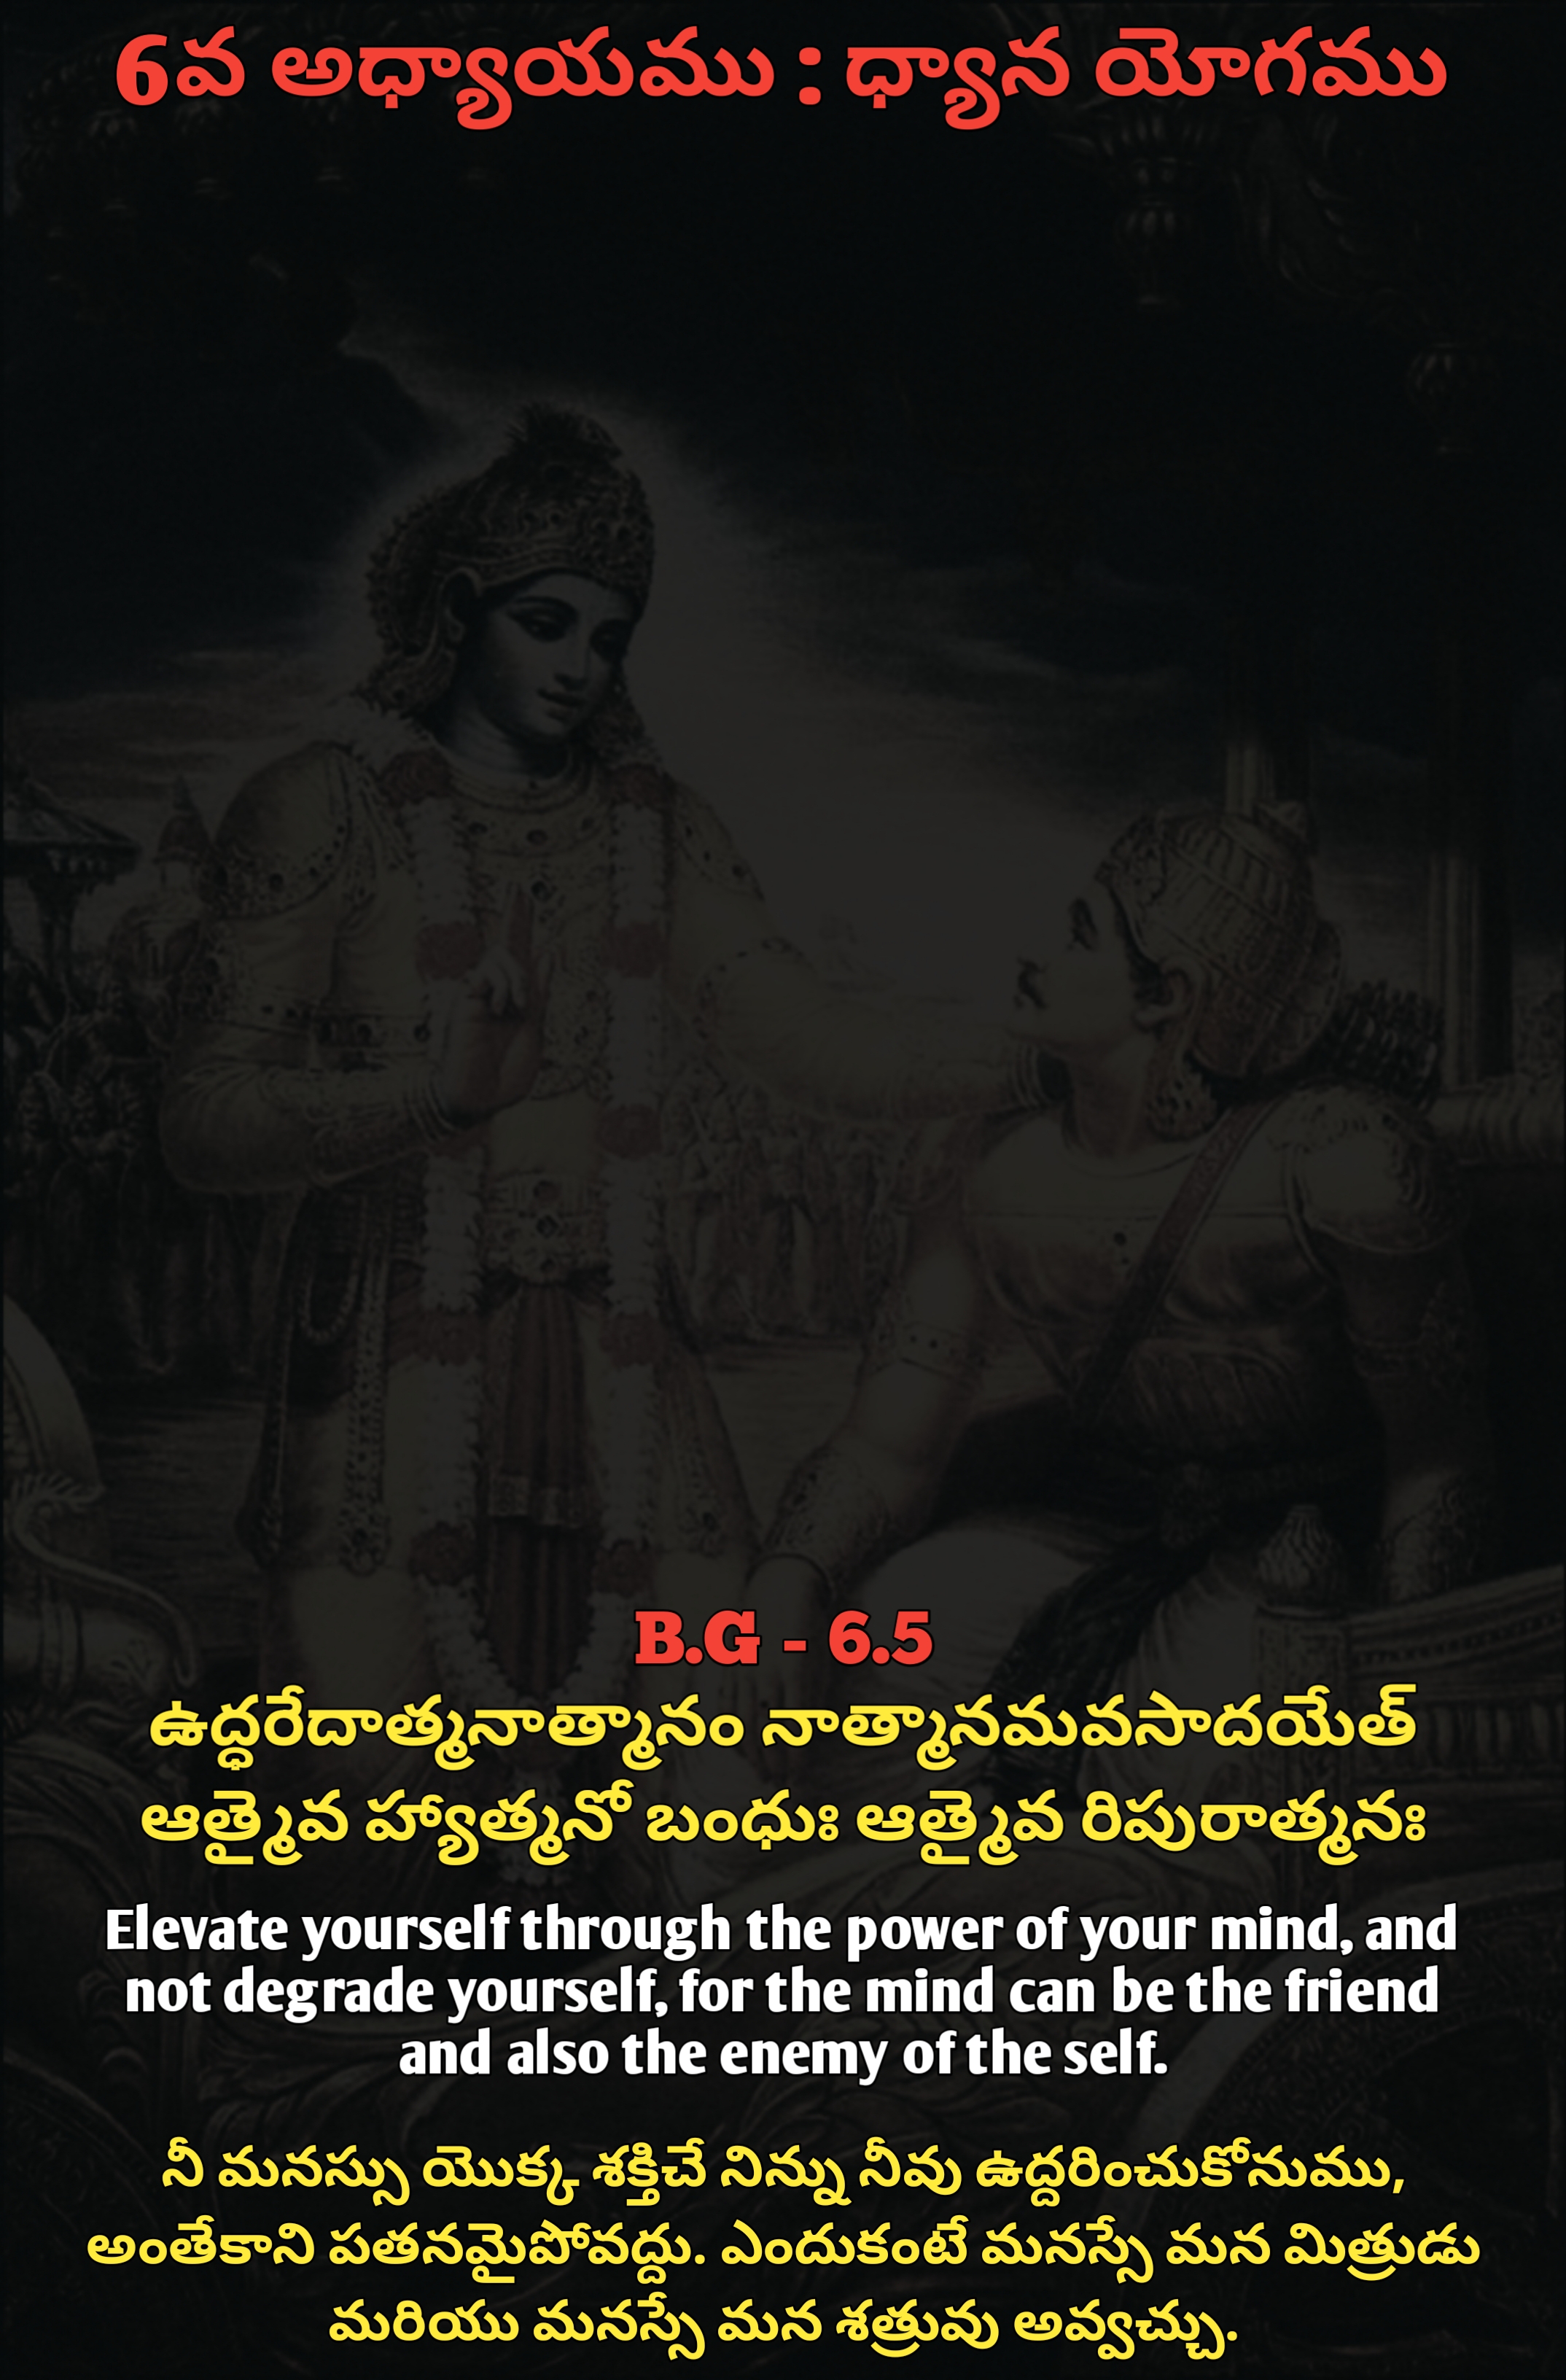 6వ అధ్యాయము : ధ్యాన యోగము
B.G - 6.5
ఉద్ధరేదాత్మనాత్మానం నాత్మానమవసాదయేత్
ఆత్మైవ హ్యాత్మనో బంధుః ఆత్మైవ రిపురాత్మనః
Elevate yourself through the power of your mind, and
not degrade yourself, for the mind can be the friend
and also the enemy of the self.
నీ మనస్సు యొక్క శక్తిచే నిన్ను నీవు ఉద్దరించుకోనుము,
అంతేకాని పతనమైపోవద్దు. ఎందుకంటే మనస్సే మన మిత్రుడు
మరియు మనస్సే మన శత్రువు అవ్వచ్చు.